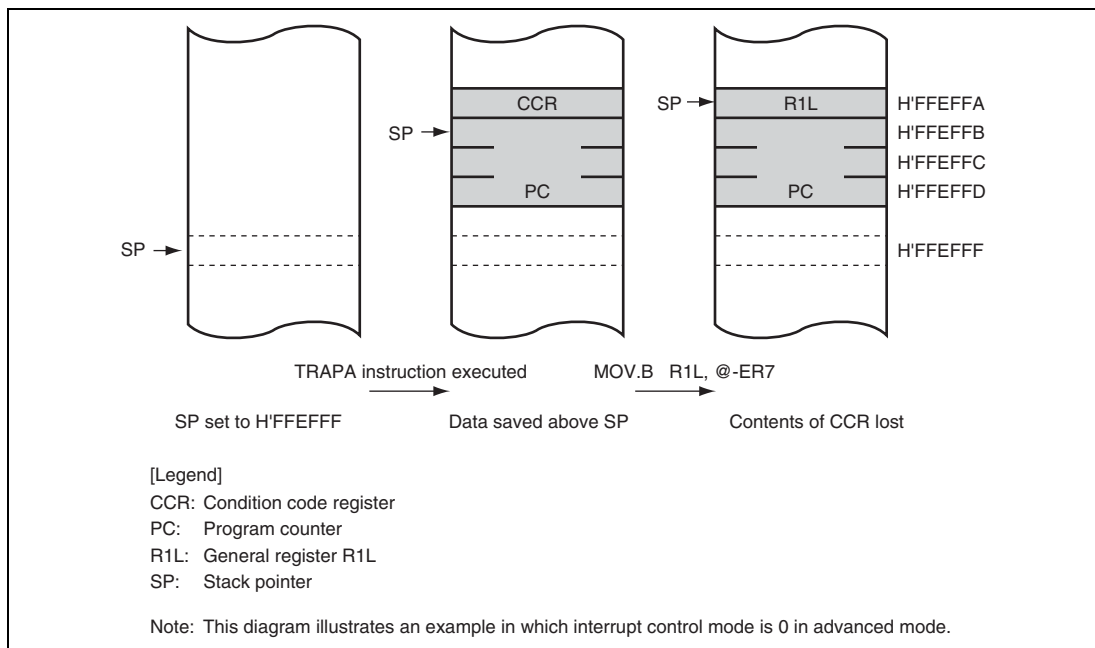 CCR
SP
R1L
H'FFEFFA
SP
H'FFEFFB
H'FFEFFC
PC
PC
H'FFEFFD
SP
H'FFEFFF
TRAPA instruction executed
MOV.B R1L, @-ER7
SP set to H'FFEFFF
Data saved above SP
Contents of CCR lost
[Legend]
CCR: Condition code register
PC: Program counter
R1L: General register R1L
SP: Stack pointer
Note: This diagram illustrates an example in which interrupt control mode is 0 in advanced mode.